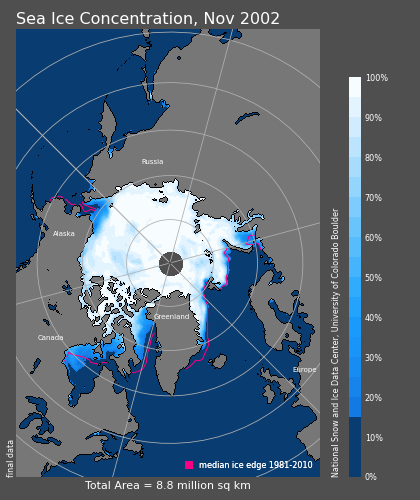 Sea Ice Concentration, Nov 2002
Russia
Alaska
Greenland
Canada
Europe
median ice edge 1981-2010
final data
Total Area = 8.8 million sq km
National Snow and Ice Data Center, University of Colorado Boulder
100%
90%
80%
70%
60%
50%
40%
30%
20%
10%
0%